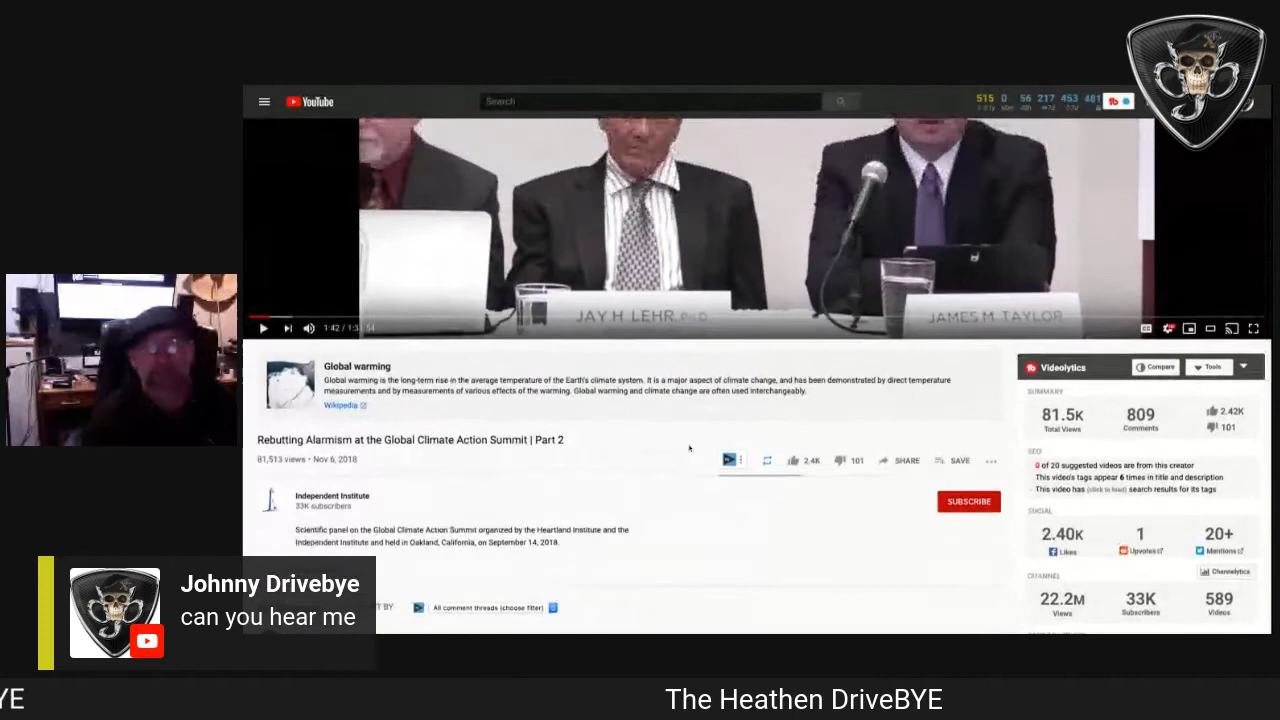 YouTube
Search
515 0 56 217 453 481
JAY H. LEHR, Ph.D.
JAMES M. TAYLOR
Global warming
Global warming is the long-term rise in the average temperature of the Earth's climate system. It is a major aspect of climate change, and has been demonstrated by direct temperature
measurements and by measurements of various effects of the warming. Global warming and climate change are often used interchangeably.
Wikipedia
Rebutting Alarmism at the Global Climate Action Summit | Part 2
81,513 views • Nov 6, 2018
2.4K 101 SHARE SAVE
Independent Institute
33K subscribers
SUBSCRIBE
Scientific panel on the Global Climate Action Summit organized by the Heartland Institute and the
Independent Institute and held in Oakland, California, on September 14, 2018.
BY All comment threads (choose filter)
Videolytics Compare Tools
SUMMARY
81.5K 809 2.42K
Total Views Comments 101
SEO
0 of 20 suggested videos are from this creator
This video's tags appear 6 times in title and description
This video has (click to load) search results for its tags
SOCIAL
2.40K 1 20+
Likes Upvotes Mentions
CHANNEL Channelytics
22.2M 33K 589
Views Subscribers Videos
Johnny Drivebye
can you hear me
YE The Heathen DriveBYE